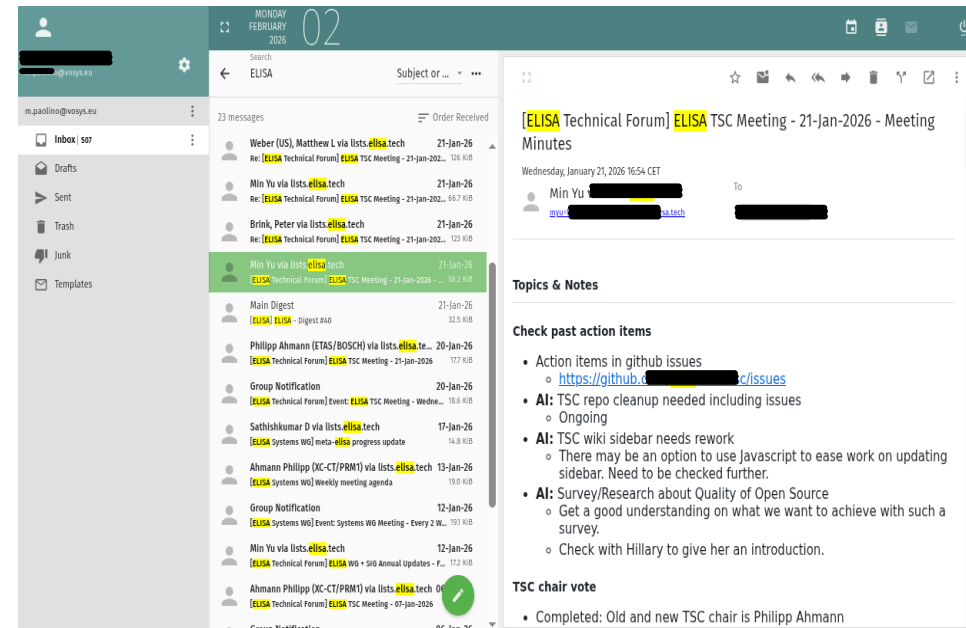 MONDAY
FEBRUARY
2026
02
@vosys.eu
m.paolino@vosys.eu
Inbox | 507
Drafts
Sent
Trash
Junk
Templates
Search
ELISA
Subject or ...
23 messages
Order Received
Weber (US), Matthew L via lists.elisa.tech 21-Jan-26
Re: [ELISA Technical Forum] ELISA TSC Meeting - 21-Jan-202... 126 KiB
Min Yu via lists.elisa.tech 21-Jan-26
Re: [ELISA Technical Forum] ELISA TSC Meeting - 21-Jan-202... 66.7 KiB
Brink, Peter via lists.elisa.tech 21-Jan-26
Re: [ELISA Technical Forum] ELISA TSC Meeting - 21-Jan-202... 123 KiB
Min Yu via lists.elisa.tech 21-Jan-26
[ELISA Technical Forum] ELISA TSC Meeting - 21-Jan-2026 - ... 58.2 KiB
Main Digest 21-Jan-26
[ELISA] ELISA - Digest #40 32.5 KiB
Philipp Ahmann (ETAS/BOSCH) via lists.elisa.te... 20-Jan-26
[ELISA Technical Forum] ELISA TSC Meeting - 21-Jan-2026 17.7 KiB
Group Notification 20-Jan-26
[ELISA Technical Forum] Event: ELISA TSC Meeting - Wedne... 18.6 KiB
Sathishkumar D via lists.elisa.tech 17-Jan-26
[ELISA Systems WG] meta-elisa progress update 14.8 KiB
Ahmann Philipp (XC-CT/PRM1) via lists.elisa.tech 13-Jan-26
[ELISA Systems WG] Weekly meeting agenda 19.0 KiB
Group Notification 12-Jan-26
[ELISA Systems WG] Event: Systems WG Meeting - Every 2 W... 19.1 KiB
Min Yu via lists.elisa.tech 12-Jan-26
[ELISA Technical Forum] ELISA WG + SIG Annual Updates - F... 17.2 KiB
Ahmann Philipp (XC-CT/PRM1) via lists.elisa.tech
[ELISA Technical Forum] ELISA TSC Meeting - 07-Jan-2026
[ELISA Technical Forum] ELISA TSC Meeting - 21-Jan-2026 - Meeting
Minutes
Wednesday, January 21, 2026 16:54 CET
Min Yu
To
myu
sa.tech
Topics & Notes
Check past action items
• Action items in github issues
https://github.c c/issues
• AI: TSC repo cleanup needed including issues
Ongoing
• AI: TSC wiki sidebar needs rework
There may be an option to use Javascript to ease work on updating
sidebar. Need to be checked further.
• AI: Survey/Research about Quality of Open Source
Get a good understanding on what we want to achieve with such a
survey.
Check with Hillary to give her an introduction.
TSC chair vote
• Completed: Old and new TSC chair is Philipp Ahmann